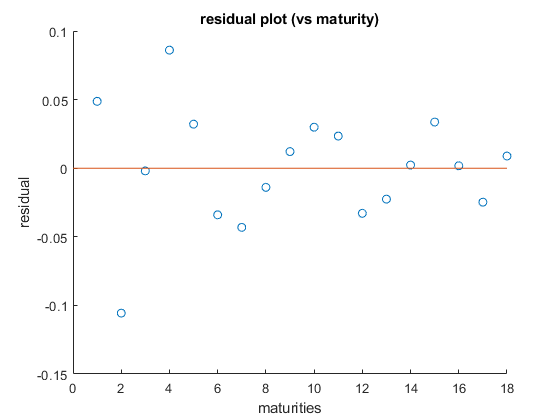 residual plot (vs maturity)
0.1
0.05
0
-0.05
-0.1
-0.15
residual
0 2 4 6 8 10 12 14 16 18
maturities